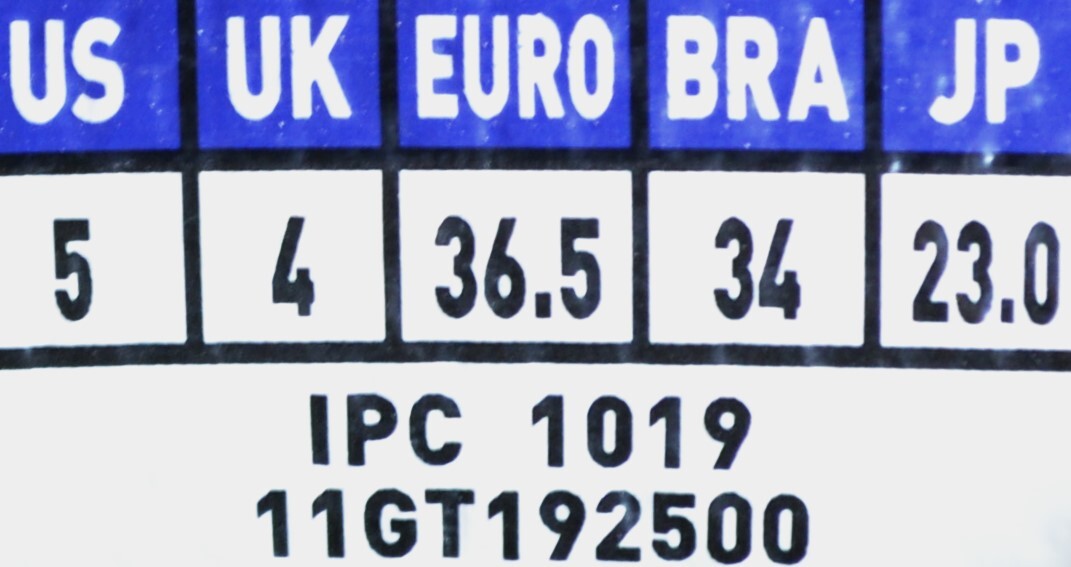 US UK EURO BRA JP
5 4 36.5 34 23.0
IPC 1019
11GT192500